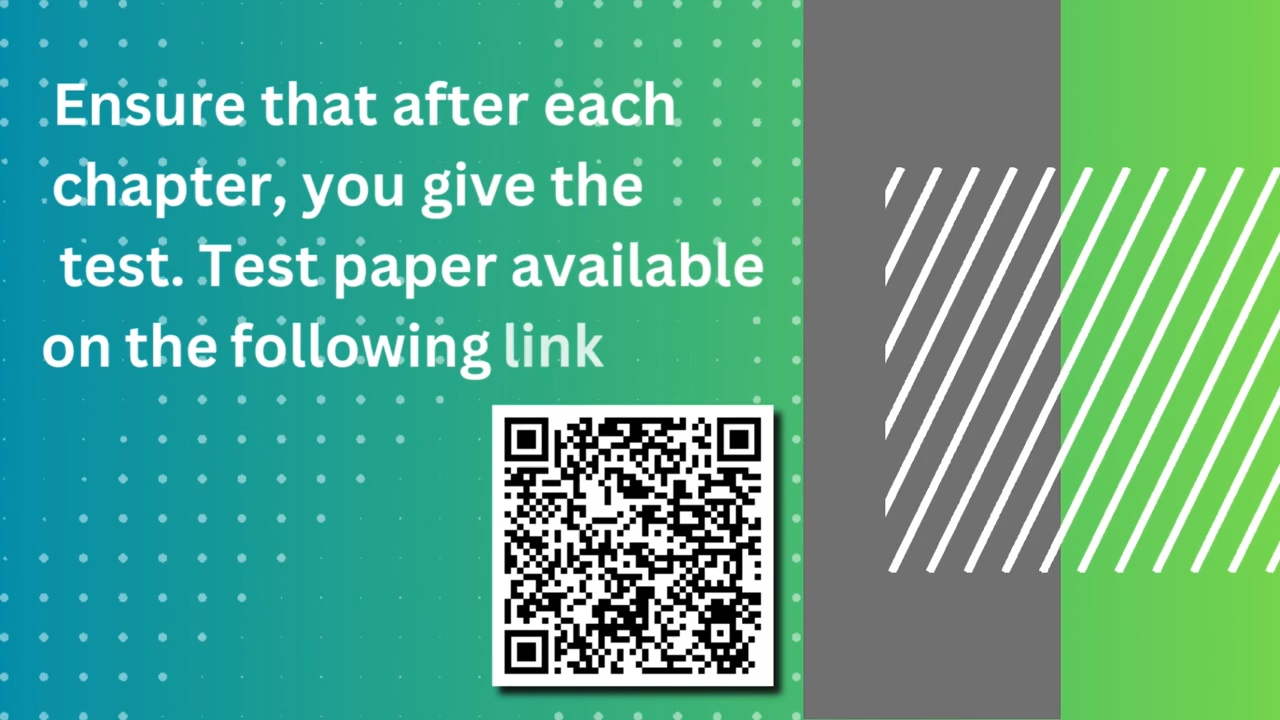 Ensure that after each
chapter, you give the
test. Test paper available
on the following link